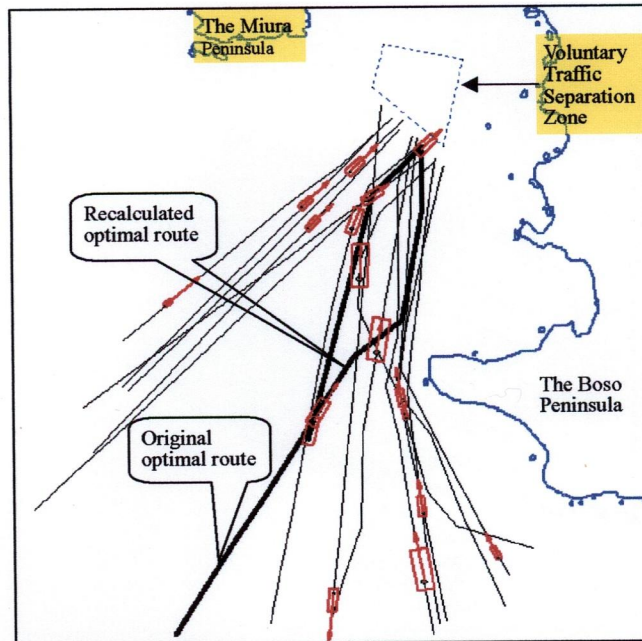 The Miura
Peninsula
Voluntary
Traffic
Separation
Zone
Recalculated
optimal route
The Boso
Peninsula
Original
optimal route